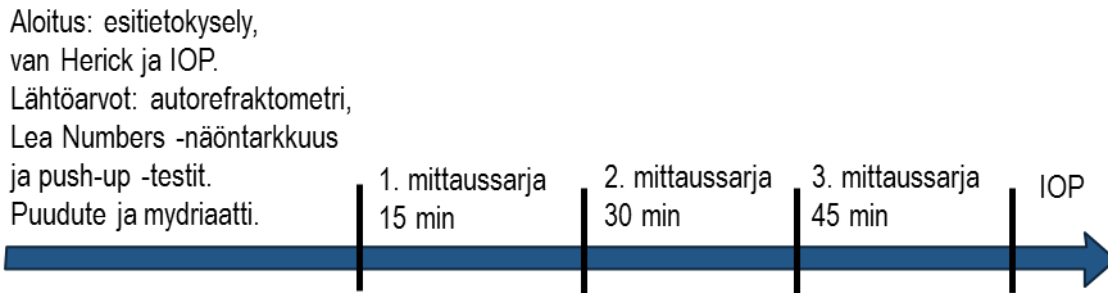 Aloitus: esitietokysely,
van Herick ja IOP.
Lähtöarvot: autorefraktometri,
Lea Numbers -näöntarkkuus
ja push-up -testit.
Puudute ja mydriaatti.
1. mittaussarja
15 min
2. mittaussarja
30 min
3. mittaussarja
45 min
IOP